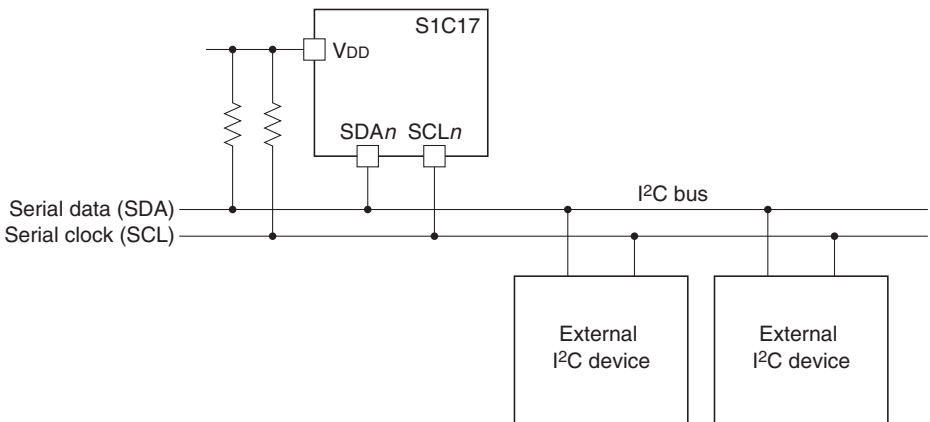 S1C17
VDD
SDAn SCLn
I²C bus
Serial data (SDA)
Serial clock (SCL)
External
I²C device
External
I²C device